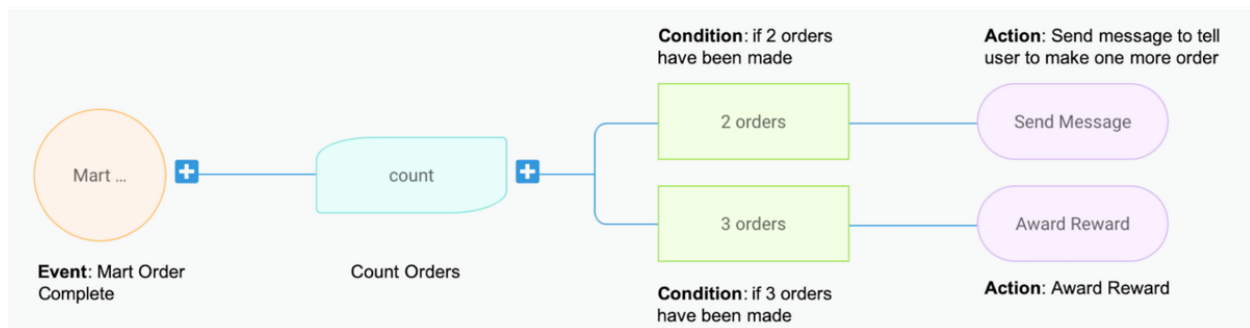 Condition: if 2 orders
have been made
Action: Send message to tell
user to make one more order
Mart ...
count
2 orders
Send Message
3 orders
Award Reward
Event: Mart Order
Complete
Count Orders
Condition: if 3 orders
have been made
Action: Award Reward